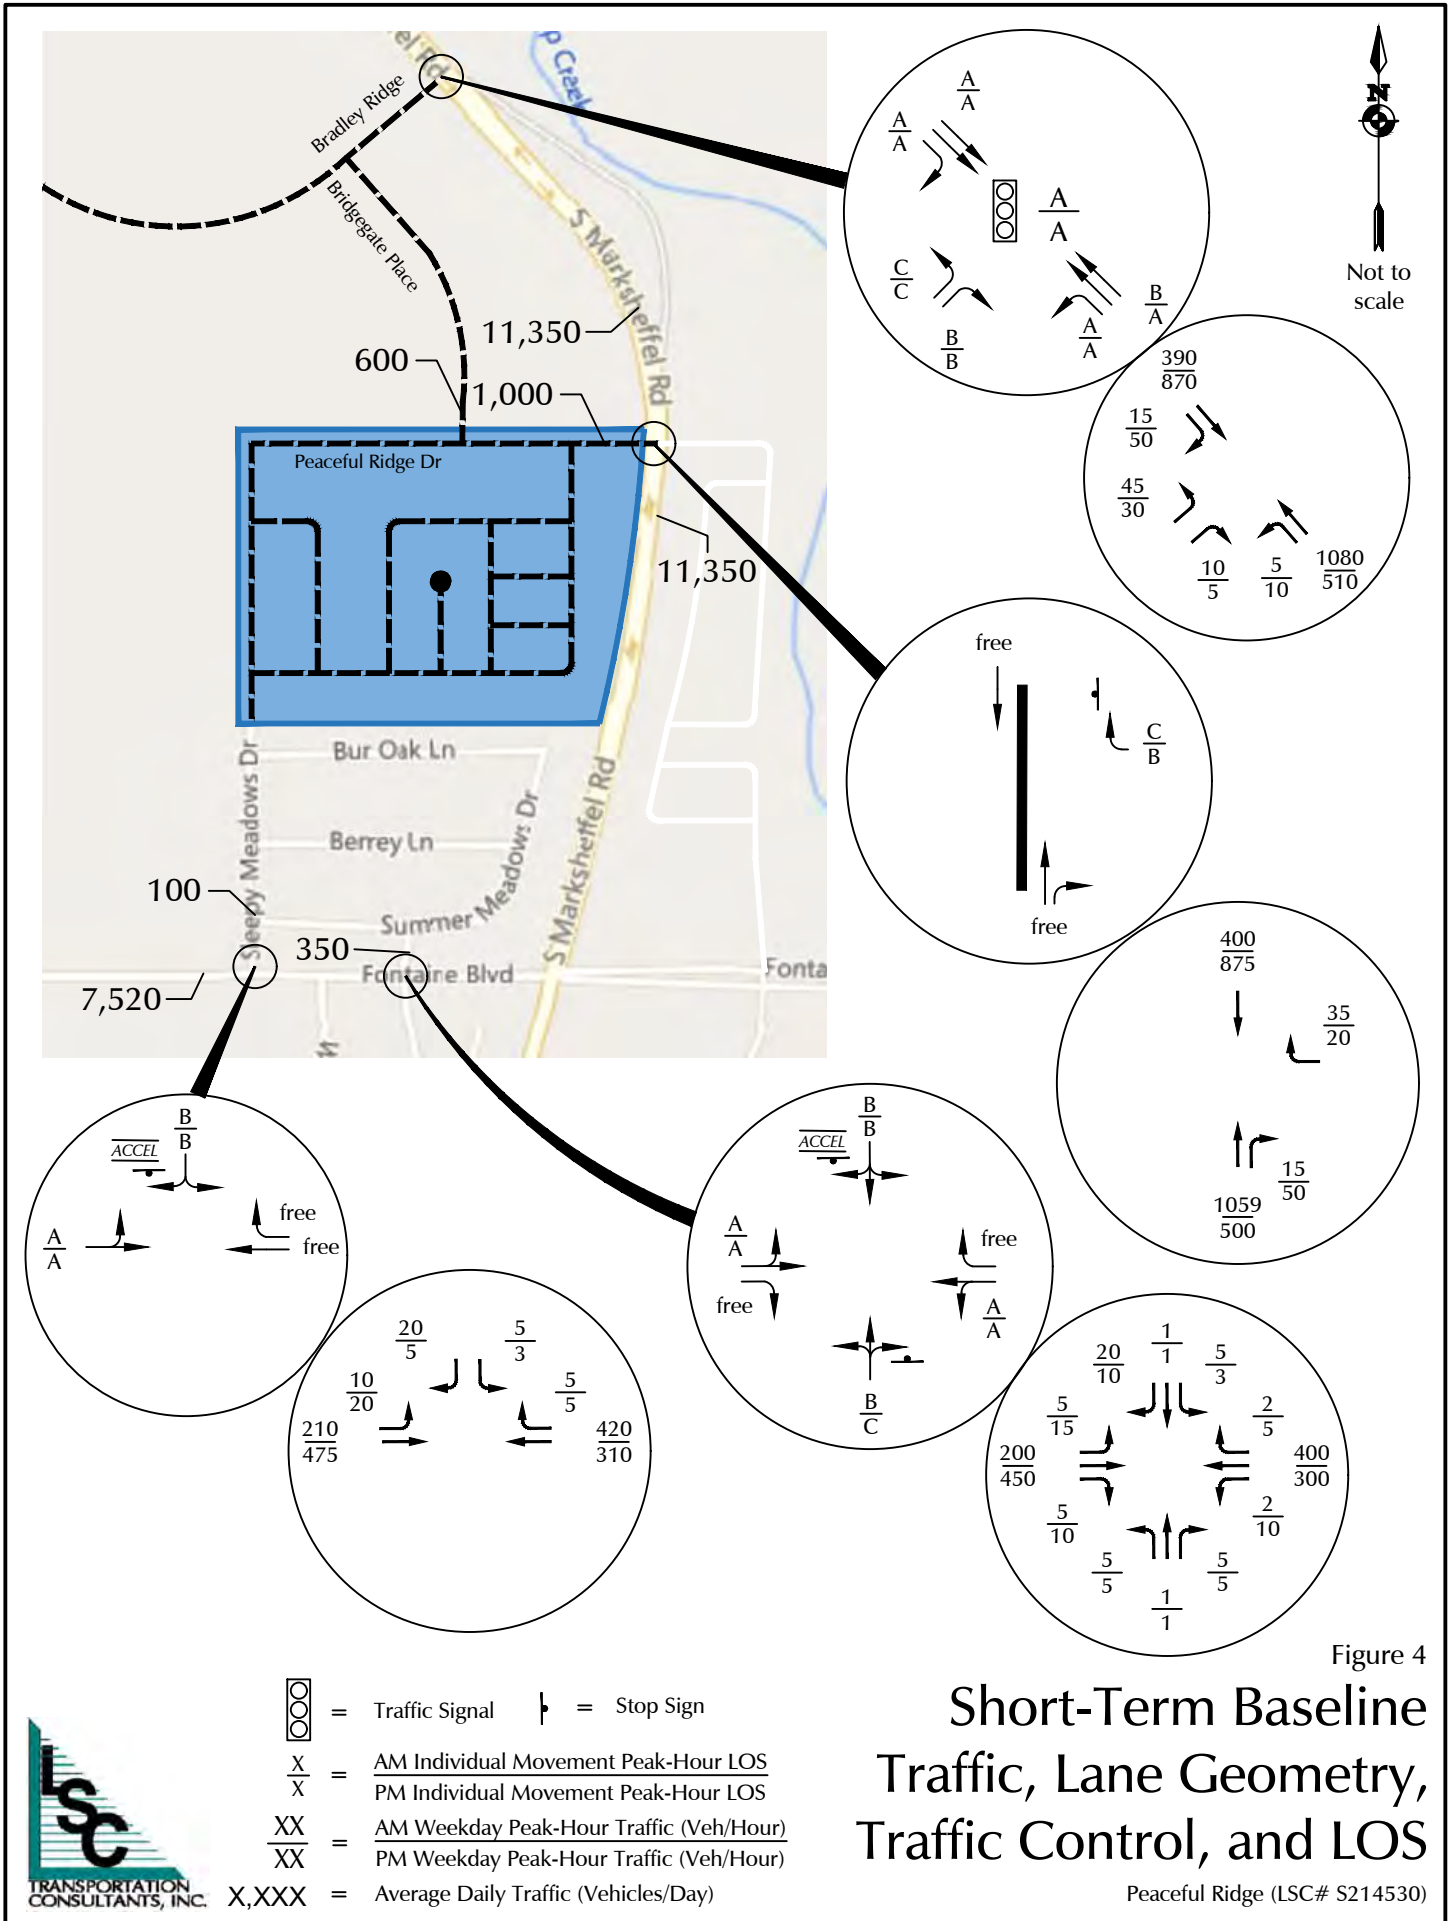 el Rd
p Creek
Bradley Ridge
Bridgegate Place
S Marksheffel Rd
11,350
600
1,000
Peaceful Ridge Dr
11,350
Bur Oak Ln
Berrey Ln
Sleepy Meadows Dr
Summer Meadows Dr
S Marksheffel Rd
100
350
Fontaine Blvd
Fonta
7,520
N
Not to
scale
A
A
A
A
A
A
C
C
B
B
A
A
B
A
390
870
15
50
45
30
10
5
5
10
1080
510
free
C
B
free
400
875
35
20
15
50
1059
500
B
B
ACCEL
A
A
free
free
20
5
5
3
10
20
5
5
210
475
420
310
B
B
ACCEL
A
A
free
free
A
A
B
C
1
1
20
10
5
3
5
15
2
5
200
450
400
300
5
10
2
10
5
5
5
5
1
1
Figure 4
Short-Term Baseline
Traffic, Lane Geometry,
Traffic Control, and LOS
Peaceful Ridge (LSC# S214530)
= Traffic Signal = Stop Sign
X
X
=
AM Individual Movement Peak-Hour LOS
PM Individual Movement Peak-Hour LOS
XX
XX
=
AM Weekday Peak-Hour Traffic (Veh/Hour)
PM Weekday Peak-Hour Traffic (Veh/Hour)
X,XXX = Average Daily Traffic (Vehicles/Day)
LSC
TRANSPORTATION
CONSULTANTS, INC.